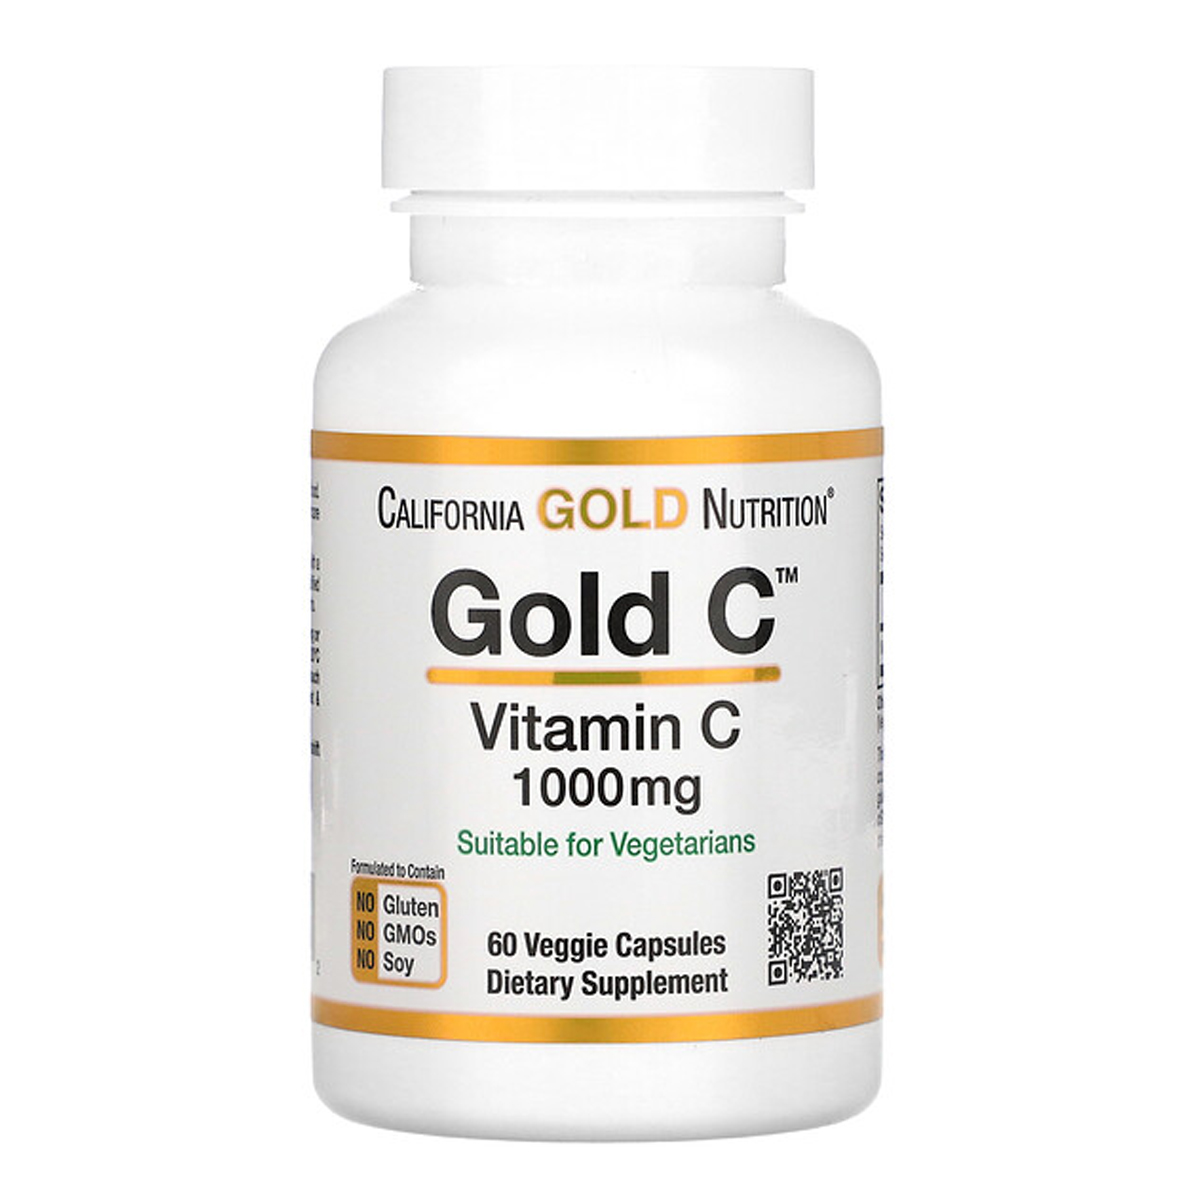 CALIFORNIA GOLD NUTRITION®
Gold C™
Vitamin C
1000mg
Suitable for Vegetarians
Formulated to Contain
NO Gluten
NO GMOs
NO Soy
60 Veggie Capsules
Dietary Supplement
2